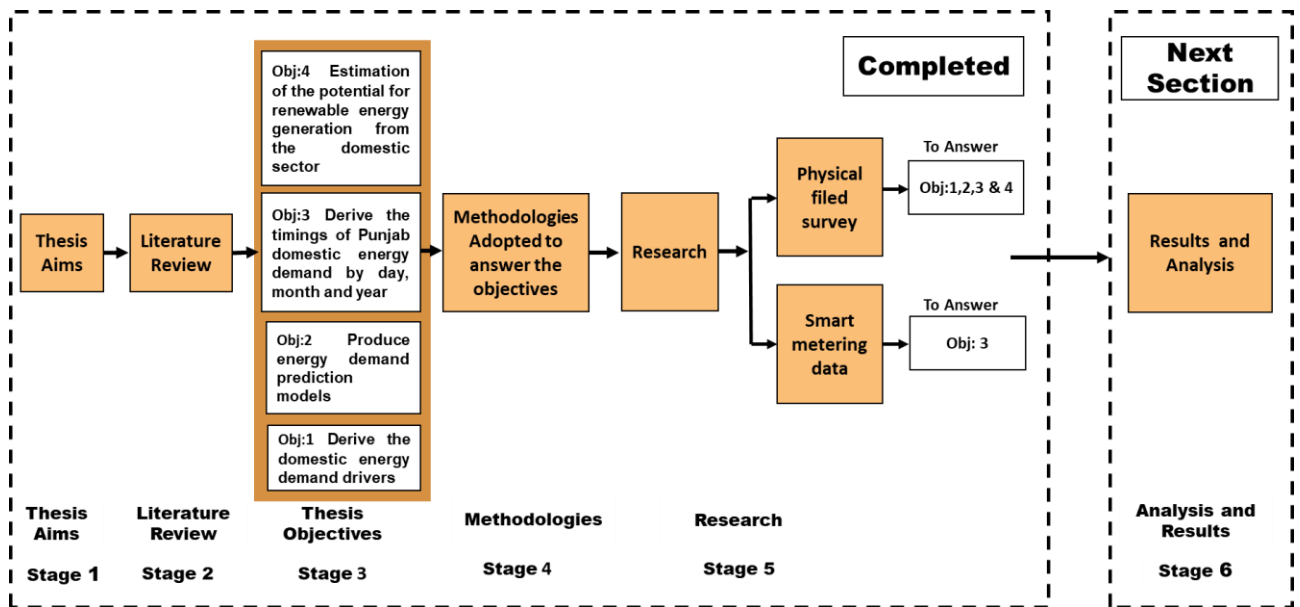 Completed
Next
Section
Obj:4 Estimation
of the potential for
renewable energy
generation from
the domestic
sector
Obj:3 Derive the
timings of Punjab
domestic energy
demand by day,
month and year
Obj:2 Produce
energy demand
prediction
models
Obj:1 Derive the
domestic energy
demand drivers
Thesis
Aims
Literature
Review
Methodologies
Adopted to
answer the
objectives
Research
Physical
filed
survey
To Answer
Obj:1,2,3 & 4
Smart
metering
data
To Answer
Obj: 3
Results and
Analysis
Thesis
Aims
Stage 1
Literature
Review
Stage 2
Thesis
Objectives
Stage 3
Methodologies
Stage 4
Research
Stage 5
Analysis and
Results
Stage 6